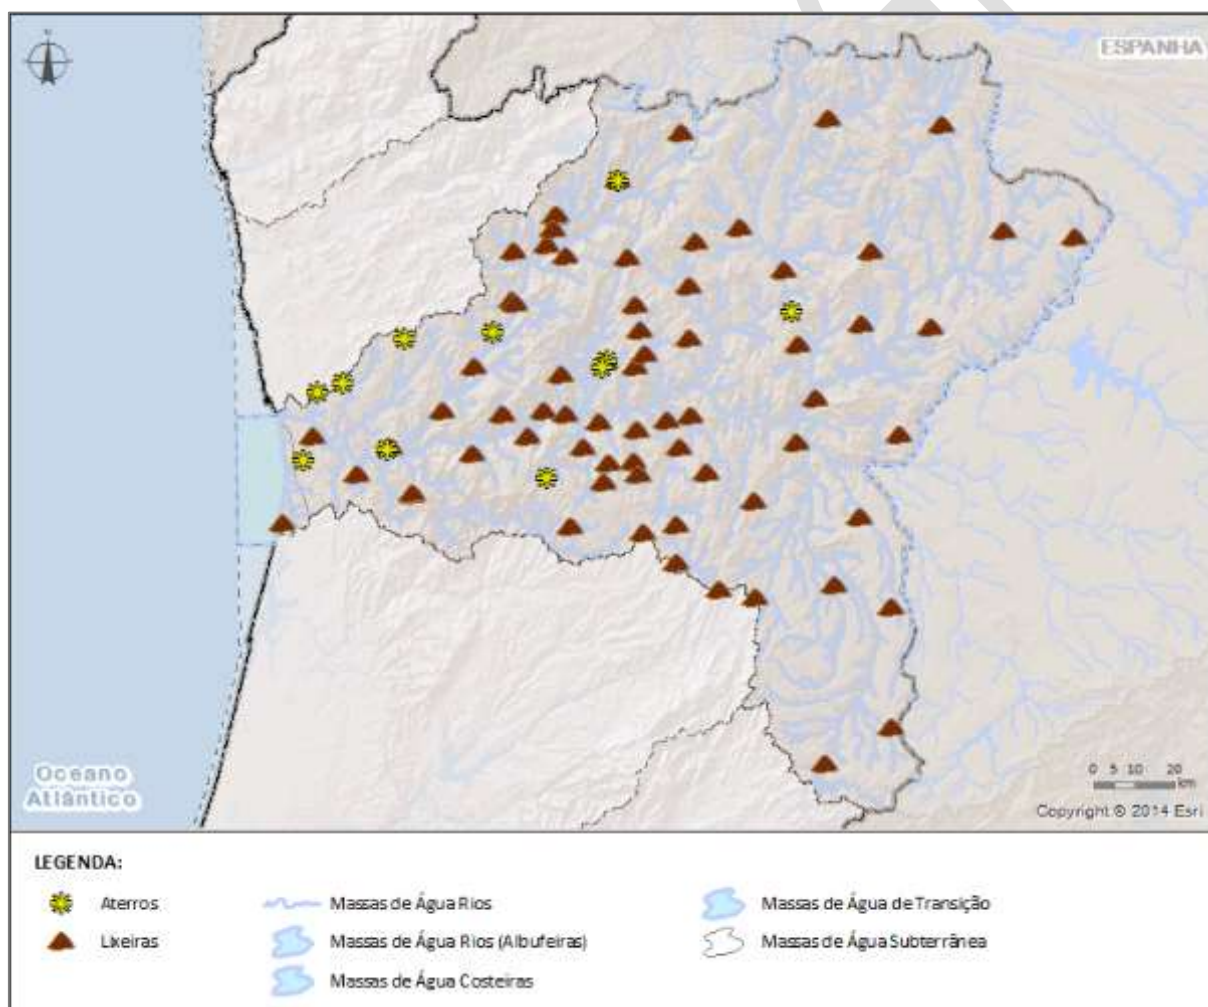 N
ESPANHA
Oceano
Atlântico
0 5 10 20
km
Copyright © 2014 Esri
LEGENDA:
Aterros
Lixeiras
Massas de Água Rios
Massas de Água Rios (Albufeiras)
Massas de Água Costeiras
Massas de Água de Transição
Massas de Água Subterrânea